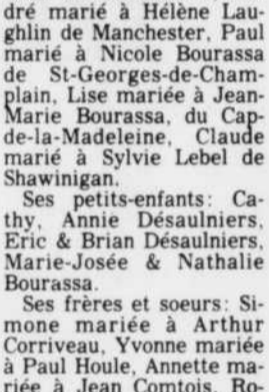 dré marié à Hélène Lau-
ghlin de Manchester, Paul
marié à Nicole Bourassa
de St-Georges-de-Cham-
plain, Lise mariée à Jean-
Marie Bourassa, du Cap-
de-la-Madeleine, Claude
marié à Sylvie Lebel de
Shawinigan.
Ses petits-enfants: Ca-
thy, Annie Désaulniers,
Eric & Brian Désaulniers,
Marie-Josée & Nathalie
Bourassa.
Ses frères et soeurs: Si-
mone mariée à Arthur
Corriveau, Yvonne mariée
à Paul Houle, Annette ma-
riée à Jean Comtois, Ro-